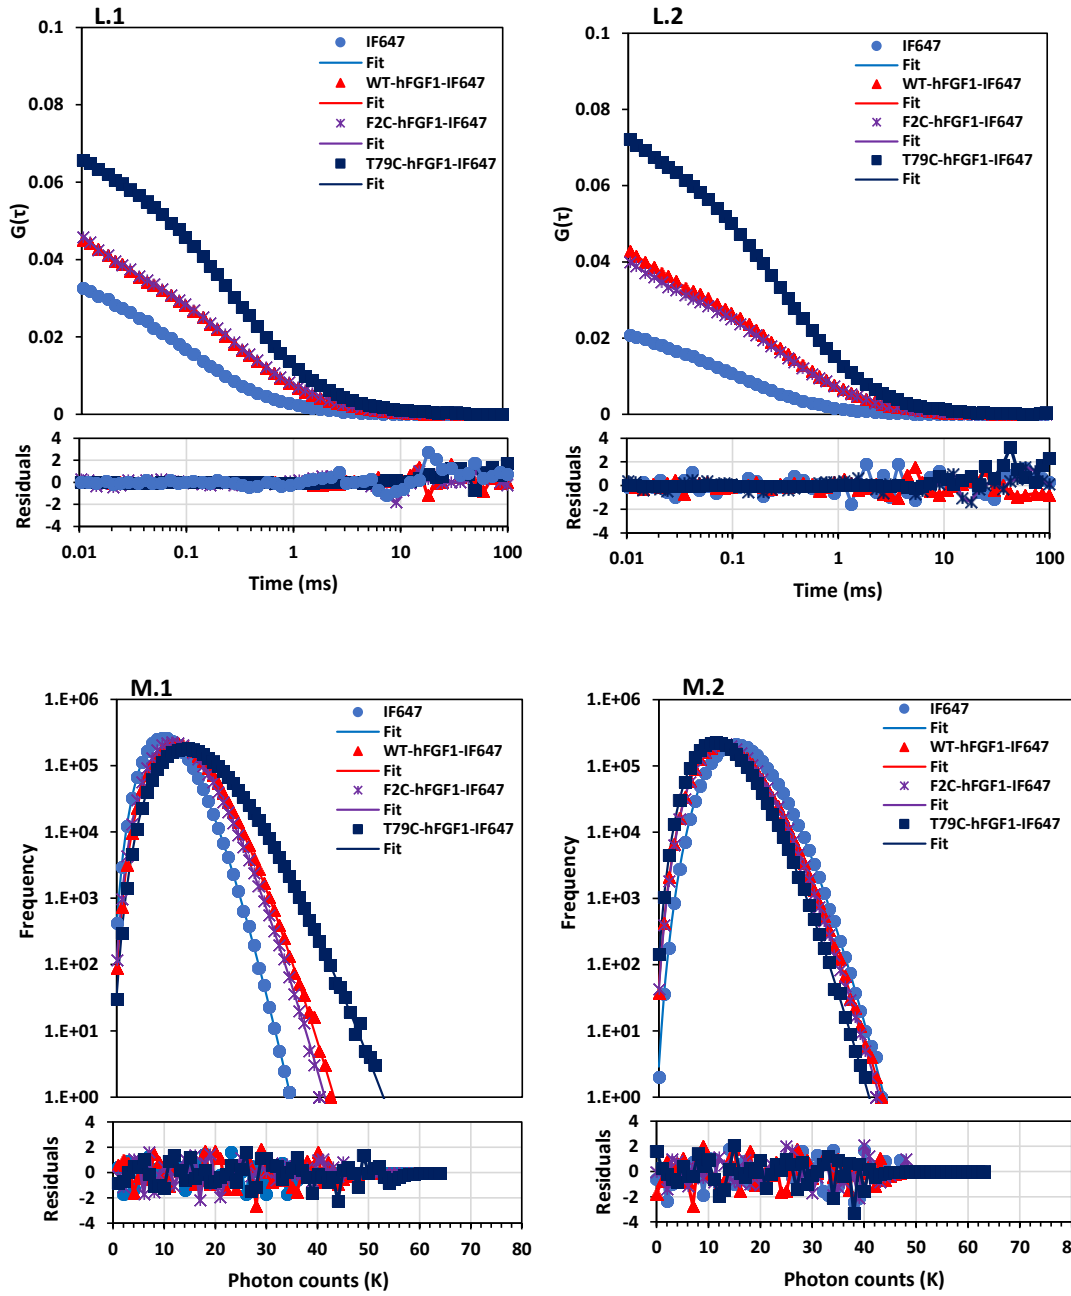 L.1
0.1
0.08
0.06
0.04
0.02
0
G(τ)
IF647
Fit
WT-hFGF1-IF647
Fit
F2C-hFGF1-IF647
Fit
T79C-hFGF1-IF647
Fit
4
2
0
-2
-4
Residuals
0.01
0.1
1
10
100
Time (ms)
L.2
0.1
0.08
0.06
0.04
0.02
0
G(τ)
IF647
Fit
WT-hFGF1-IF647
Fit
F2C-hFGF1-IF647
Fit
T79C-hFGF1-IF647
Fit
4
2
0
-2
-4
Residuals
0.01
0.1
1
10
100
Time (ms)
M.1
1.E+06
1.E+05
1.E+04
1.E+03
1.E+02
1.E+01
1.E+00
Frequency
IF647
Fit
WT-hFGF1-IF647
Fit
F2C-hFGF1-IF647
Fit
T79C-hFGF1-IF647
Fit
4
2
0
-2
-4
Residuals
0
10
20
30
40
50
60
70
80
Photon counts (K)
M.2
1.E+06
1.E+05
1.E+04
1.E+03
1.E+02
1.E+01
1.E+00
Frequency
IF647
Fit
WT-hFGF1-IF647
Fit
F2C-hFGF1-IF647
Fit
T79C-hFGF1-IF647
Fit
4
2
0
-2
-4
Residuals
0
10
20
30
40
50
60
70
80
Photon counts (K)